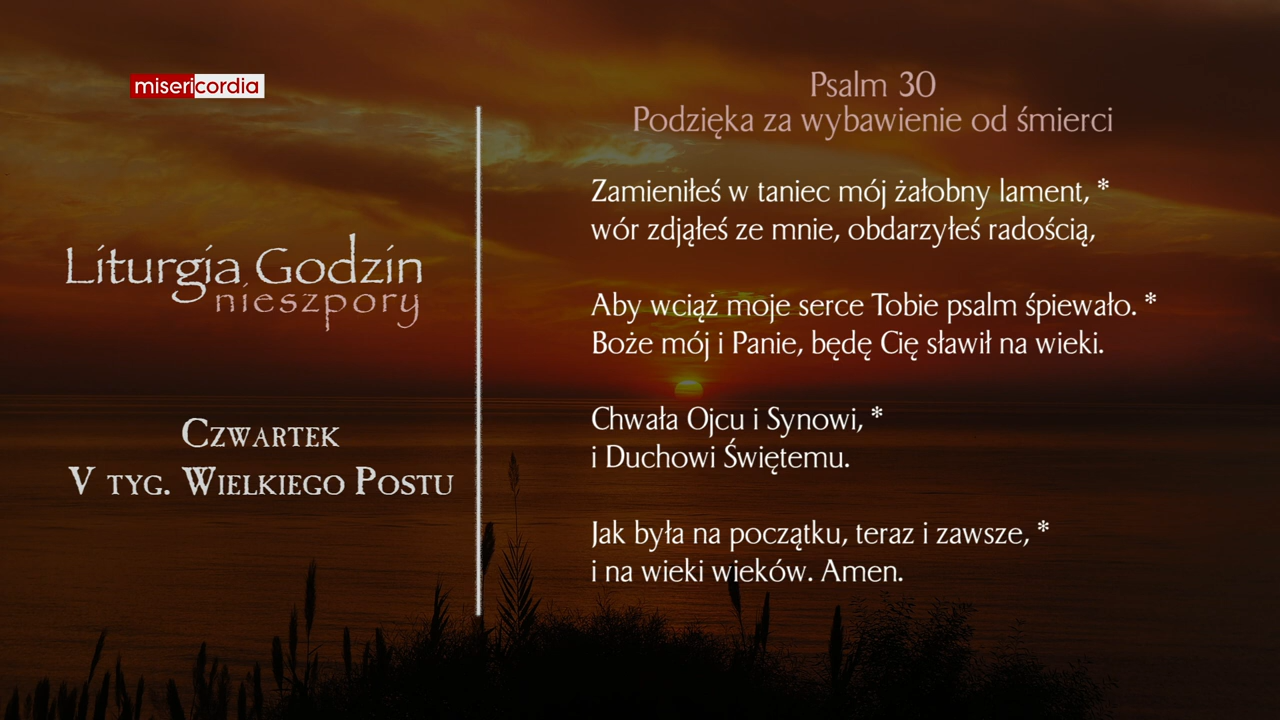 misericordia
Liturgia Godzin
nieszpory
Czwartek
V tyg. Wielkiego Postu
Psalm 30
Podzięka za wybawienie od śmierci
Zamieniłeś w taniec mój żałobny lament, *
wór zdjąłeś ze mnie, obdarzyłeś radością,
Aby wciąż moje serce Tobie psalm śpiewało. *
Boże mój i Panie, będę Cię sławił na wieki.
Chwała Ojcu i Synowi, *
i Duchowi Świętemu.
Jak była na początku, teraz i zawsze, *
i na wieki wieków. Amen.